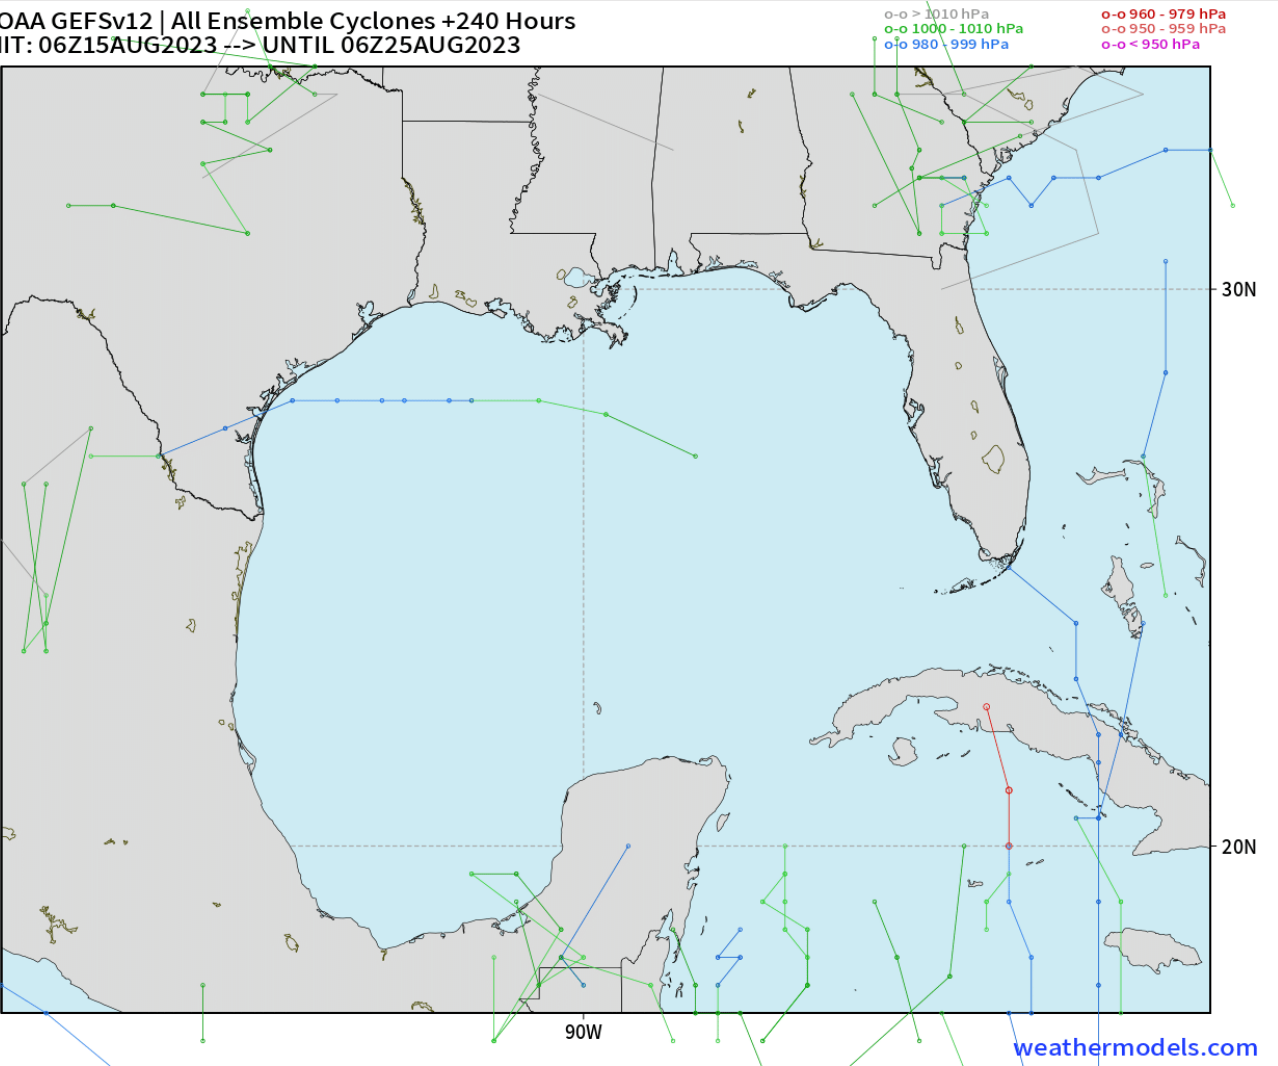 OAA GEFSv12 | All Ensemble Cyclones +240 Hours
IIT: 06Z15AUG2023 --> UNTIL 06Z25AUG2023
o-o > 1010 hPa
o-o 1000 - 1010 hPa
o-o 980 - 999 hPa
o-o 960 - 979 hPa
o-o 950 - 959 hPa
o-o < 950 hPa
30N
20N
90W
weathermodels.com